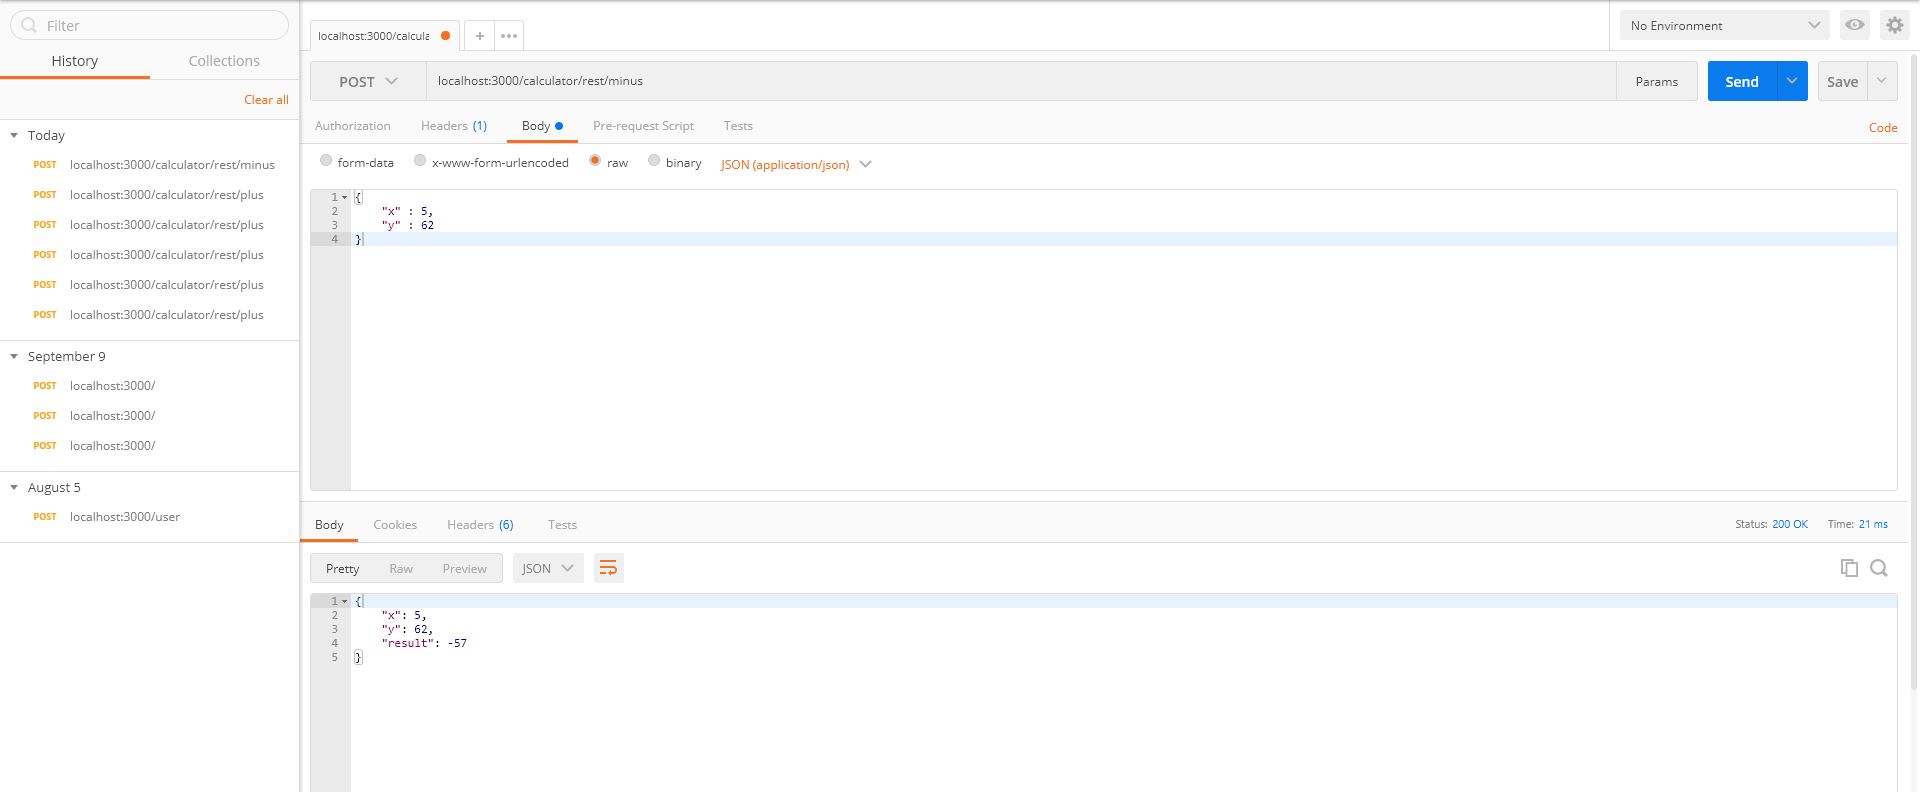 Filter
History Collections
Clear all
Today
POST localhost:3000/calculator/rest/minus
POST localhost:3000/calculator/rest/plus
POST localhost:3000/calculator/rest/plus
POST localhost:3000/calculator/rest/plus
POST localhost:3000/calculator/rest/plus
POST localhost:3000/calculator/rest/plus
September 9
POST localhost:3000/
POST localhost:3000/
POST localhost:3000/
August 5
POST localhost:3000/user
localhost:3000/calcula
No Environment
POST localhost:3000/calculator/rest/minus Params Send Save
Authorization Headers (1) Body Pre-request Script Tests Code
form-data x-www-form-urlencoded raw binary JSON (application/json)
1 {
2 "x" : 5,
3 "y" : 62
4 }
Body Cookies Headers (6) Tests Status: 200 OK Time: 21 ms
Pretty Raw Preview JSON
1 {
2 "x": 5,
3 "y": 62,
4 "result": -57
5 }